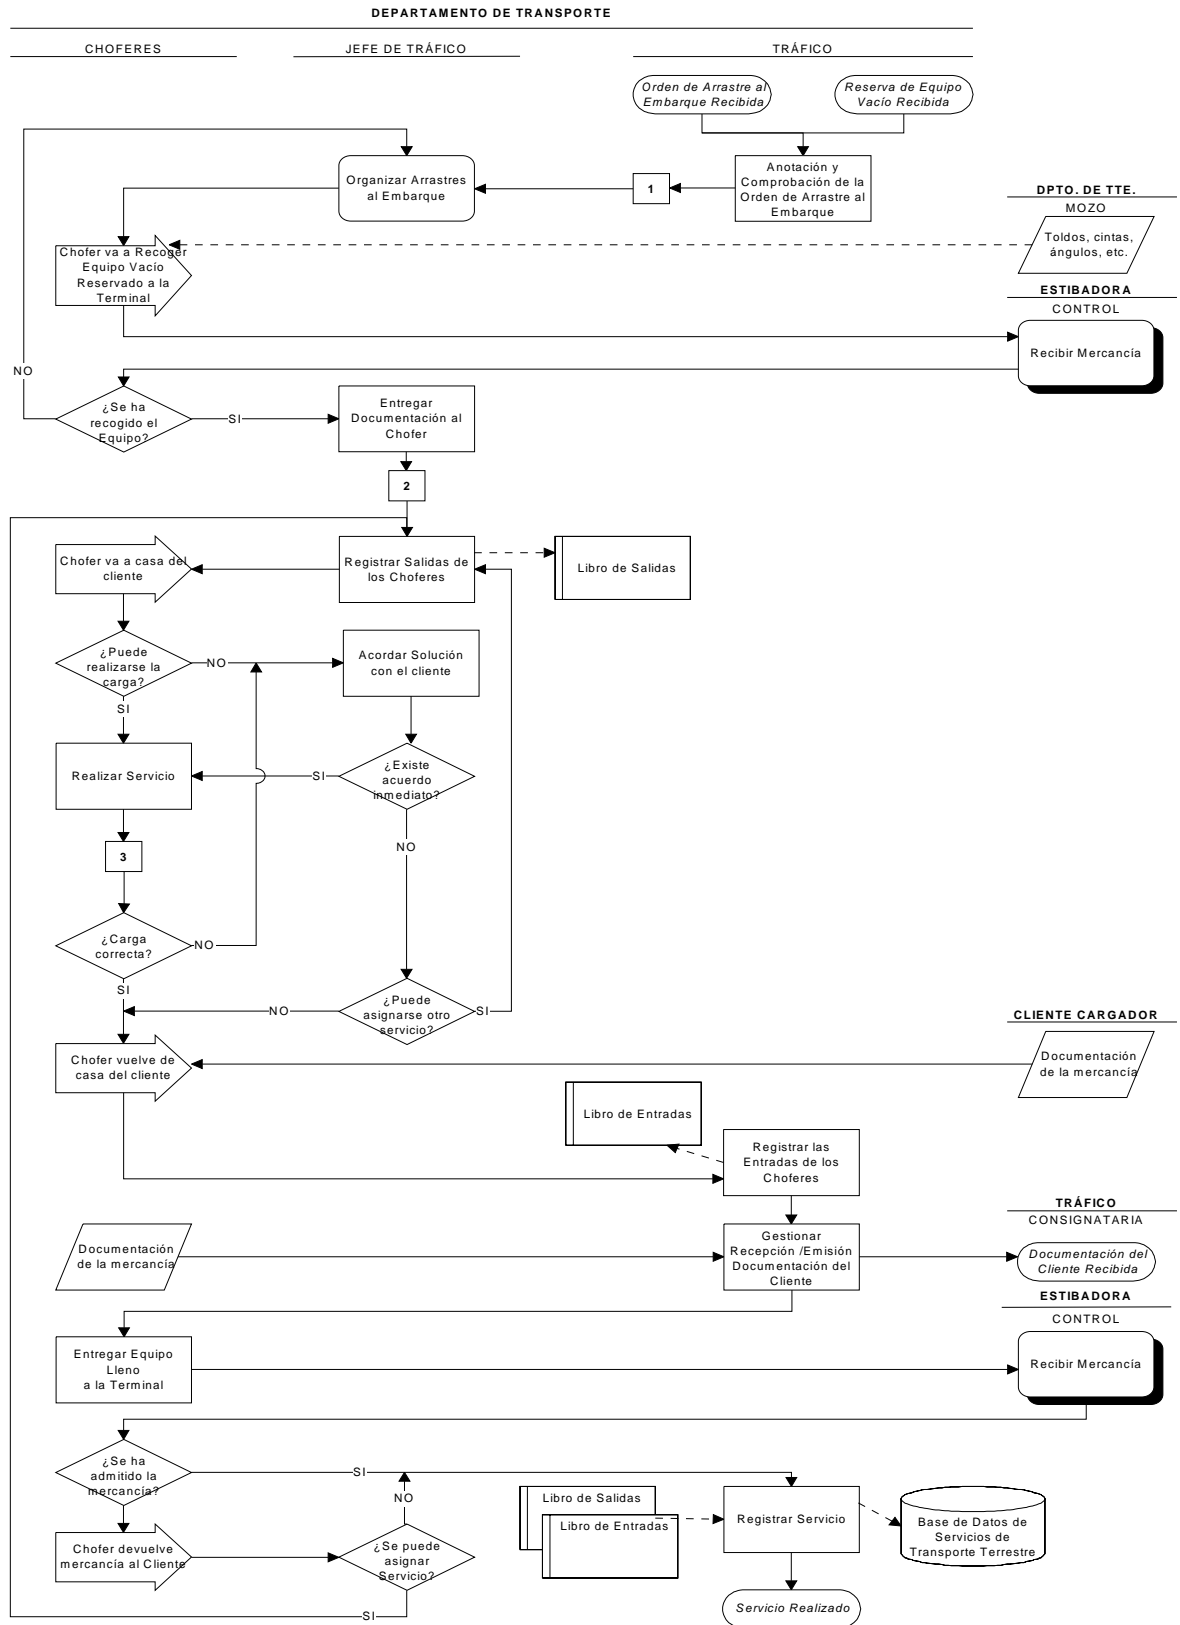 DEPARTAMENTO DE TRANSPORTE
CHOFERES
JEFE DE TRÁFICO
TRÁFICO
Orden de Arrastre al
Embarque Recibida
Reserva de Equipo
Vacío Recibida
Organizar Arrastres
al Embarque
1
Anotación y
Comprobación de la
Orden de Arrastre al
Embarque
DPTO. DE TTE.
MOZO
Toldos, cintas,
ángulos, etc.
Chofer va a Recoger
Equipo Vacío
Reservado a la
Terminal
ESTIBADORA
CONTROL
Recibir Mercancía
NO
¿Se ha
recogido el
Equipo?
SI
Entregar
Documentación al
Chofer
2
Chofer va a casa del
cliente
Registrar Salidas de
los Choferes
Libro de Salidas
¿Puede
realizarse la
carga?
NO
Acordar Solución
con el cliente
SI
Realizar Servicio
SI
¿Existe
acuerdo
inmediato?
NO
3
¿Carga
correcta?
NO
SI
NO
¿Puede
asignarse otro
servicio?
SI
CLIENTE CARGADOR
Documentación
de la mercancía
Chofer vuelve de
casa del cliente
Libro de Entradas
Registrar las
Entradas de los
Choferes
TRÁFICO
CONSIGNATARIA
Documentación
de la mercancía
Gestionar
Recepción /Emisión
Documentación del
Cliente
Documentación del
Cliente Recibida
ESTIBADORA
CONTROL
Entregar Equipo
Lleno
a la Terminal
Recibir Mercancía
¿Se ha
admitido la
mercancía?
SI
NO
Libro de Salidas
Libro de Entradas
Registrar Servicio
Base de Datos de
Servicios de
Transporte Terrestre
Chofer devuelve
mercancía al Cliente
¿Se puede
asignar
Servicio?
SI
Servicio Realizado